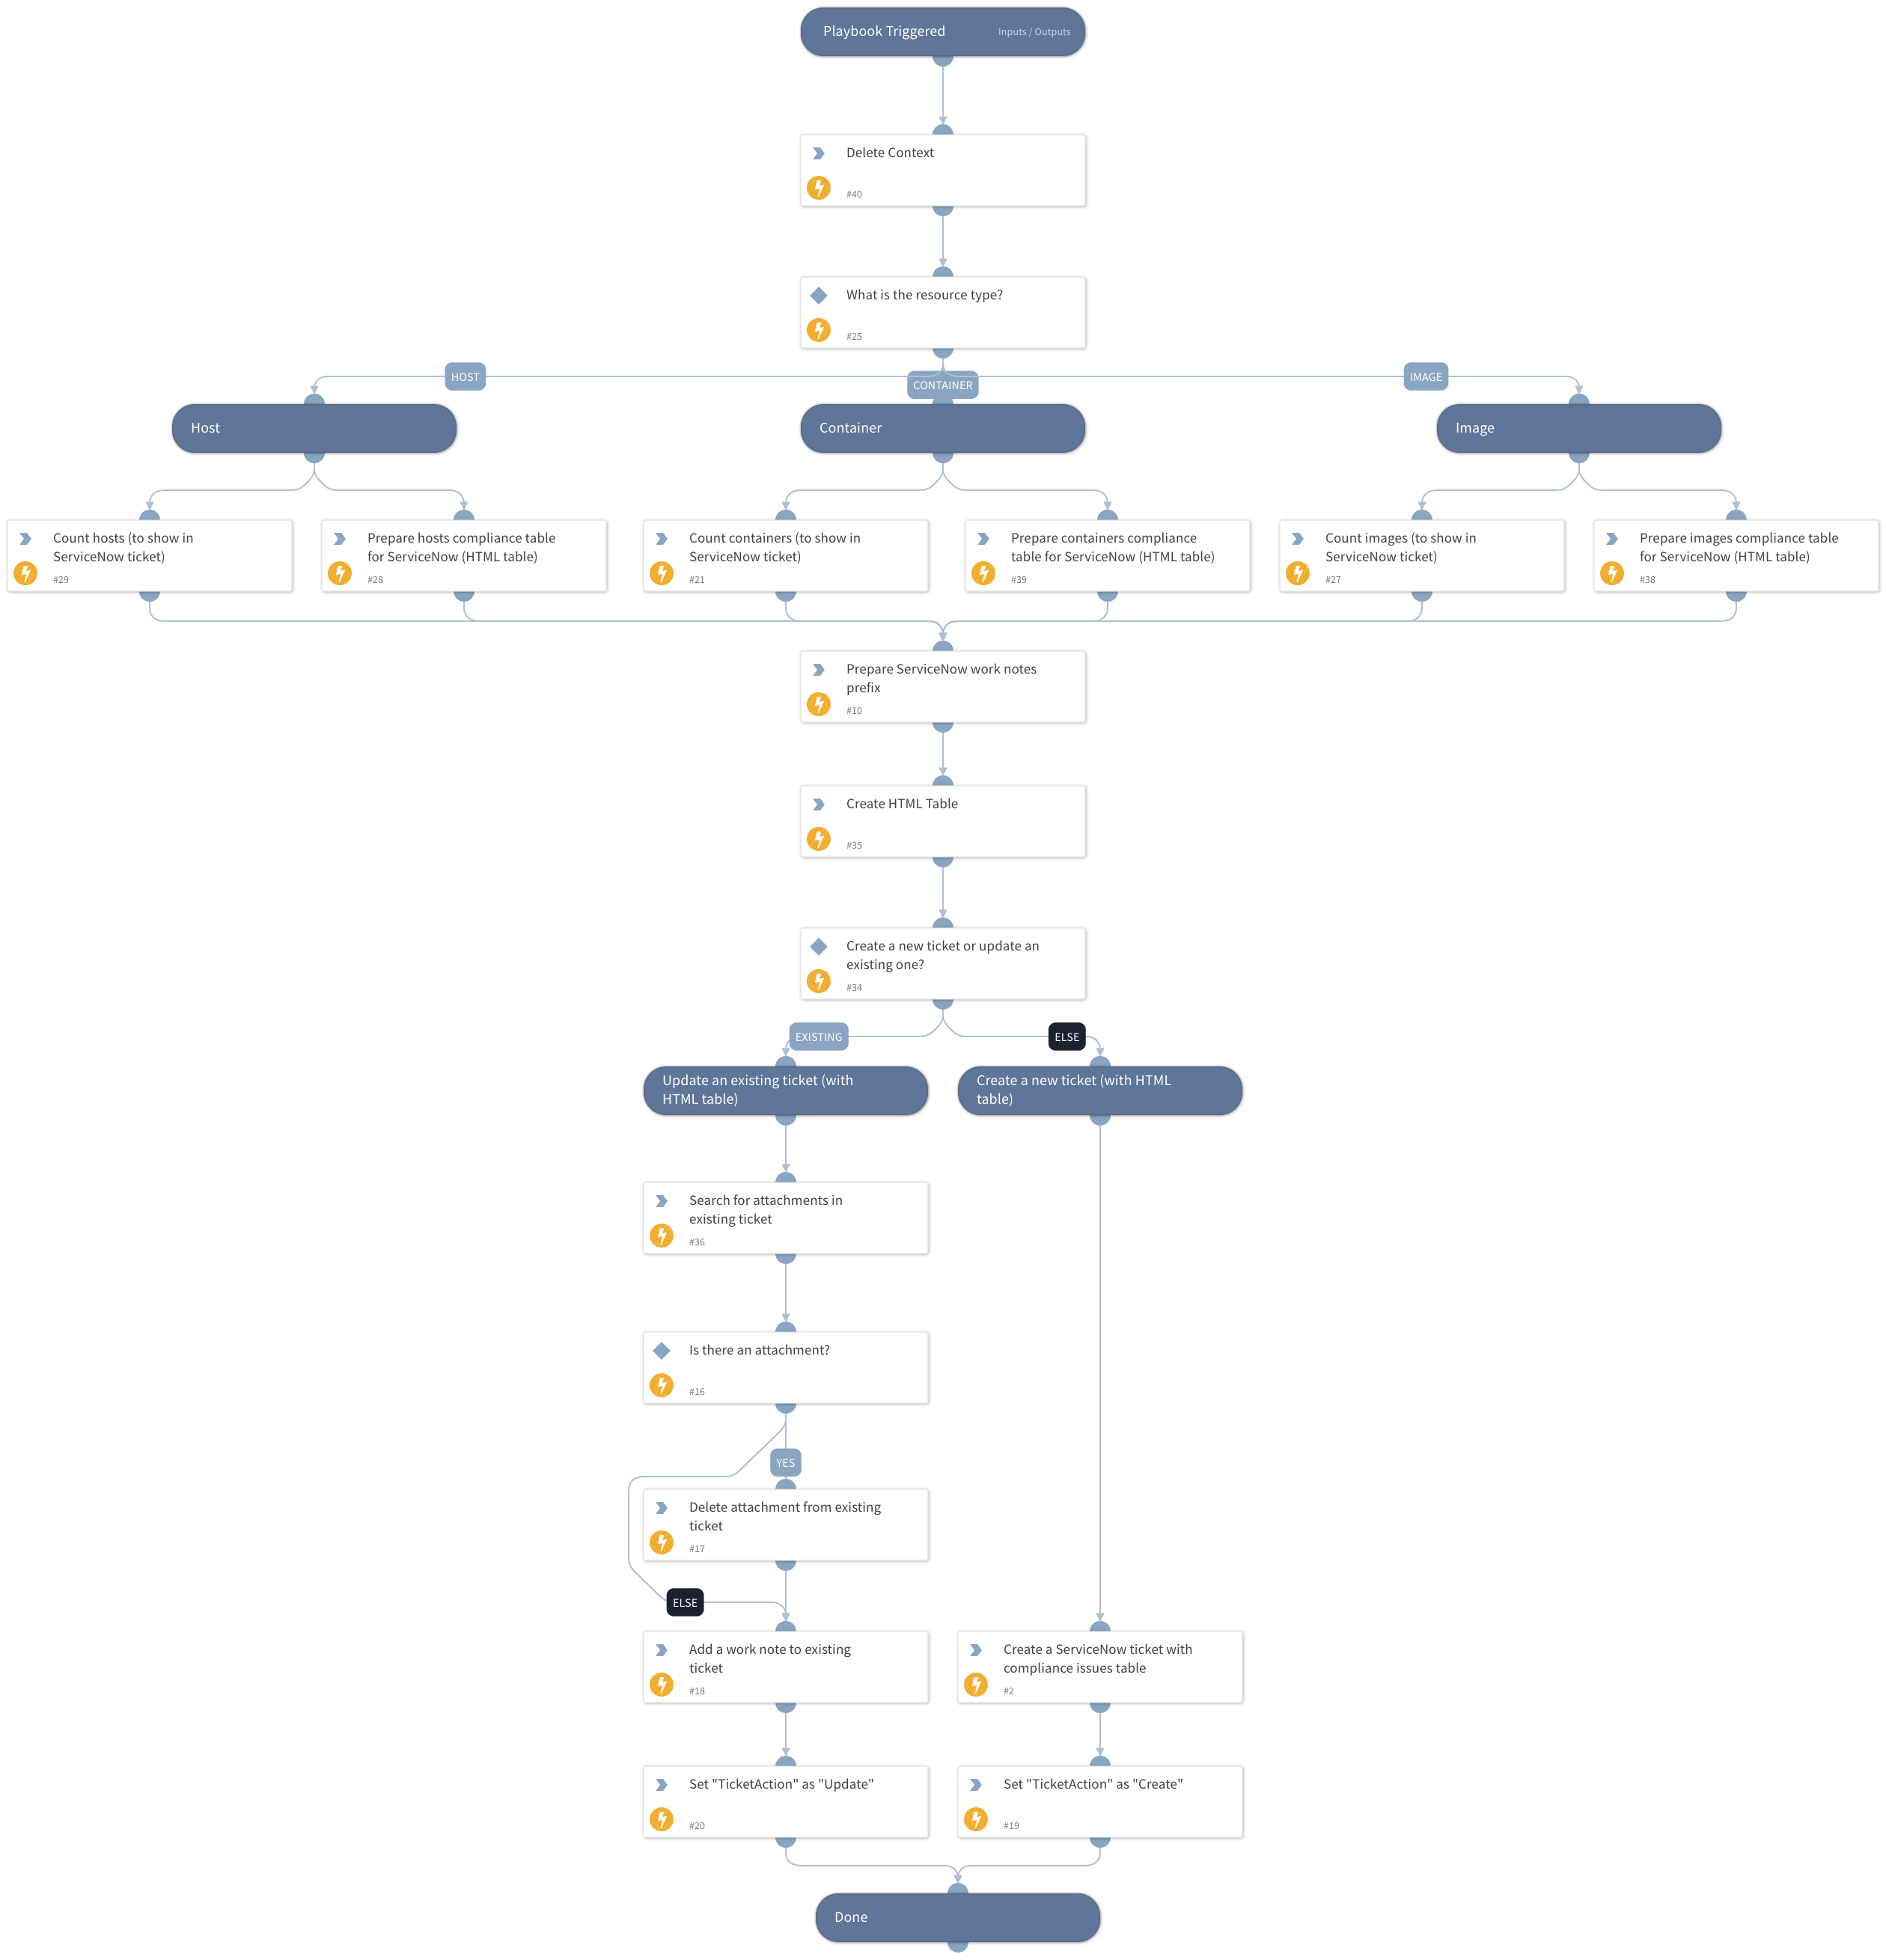 Playbook Triggered
Inputs / Outputs
Delete Context
#40
What is the resource type?
#25
HOST
CONTAINER
IMAGE
Host
Container
Image
Count hosts (to show in
ServiceNow ticket)
#29
Prepare hosts compliance table
for ServiceNow (HTML table)
#28
Count containers (to show in
ServiceNow ticket)
#21
Prepare containers compliance
table for ServiceNow (HTML table)
#39
Count images (to show in
ServiceNow ticket)
#27
Prepare images compliance table
for ServiceNow (HTML table)
#38
Prepare ServiceNow work notes
prefix
#10
Create HTML Table
#35
Create a new ticket or update an
existing one?
#34
EXISTING
ELSE
Update an existing ticket (with
HTML table)
Create a new ticket (with HTML
table)
Search for attachments in
existing ticket
#36
Is there an attachment?
#16
YES
Delete attachment from existing
ticket
#17
ELSE
Add a work note to existing
ticket
#18
Create a ServiceNow ticket with
compliance issues table
#2
Set "TicketAction" as "Update"
#20
Set "TicketAction" as "Create"
#19
Done